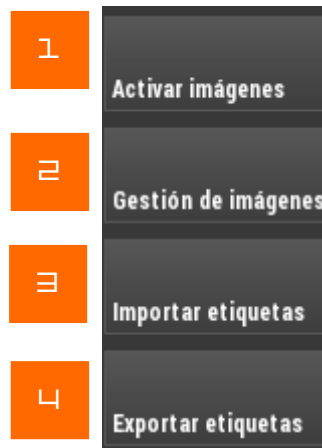 1
Activar imágenes
2
Gestión de imágenes
3
Importar etiquetas
4
Exportar etiquetas